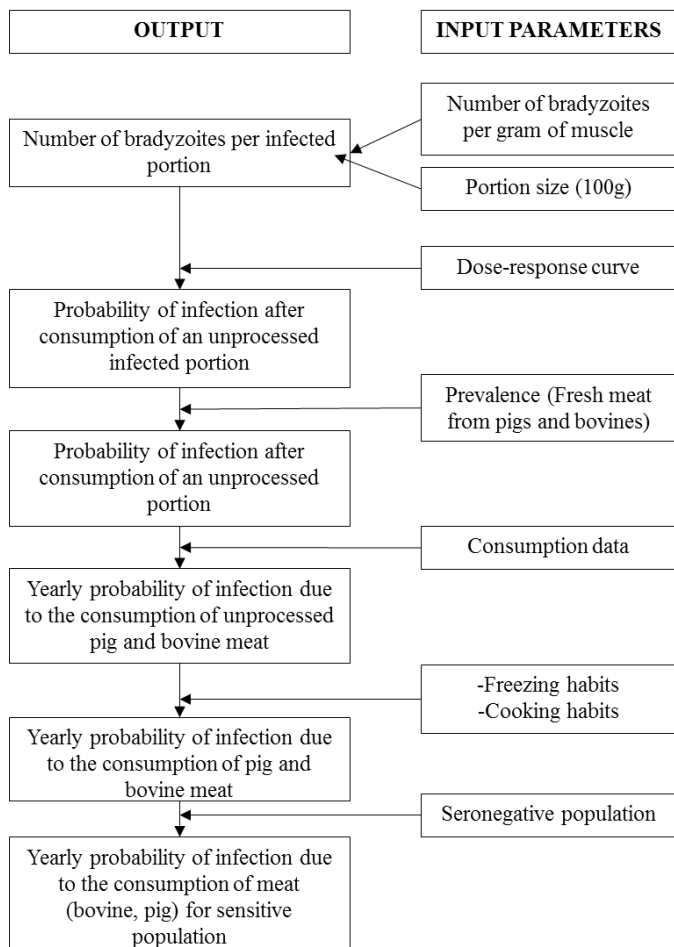 OUTPUT
INPUT PARAMETERS
Number of bradyzoites
per gram of muscle
Number of bradyzoites per infected
portion
Portion size (100g)
Dose-response curve
Probability of infection after
consumption of an unprocessed
infected portion
Prevalence (Fresh meat
from pigs and bovines)
Probability of infection after
consumption of an unprocessed
portion
Consumption data
Yearly probability of infection due
to the consumption of unprocessed
pig and bovine meat
-Freezing habits
-Cooking habits
Yearly probability of infection due
to the consumption of pig and
bovine meat
Seronegative population
Yearly probability of infection due
to the consumption of meat
(bovine, pig) for sensitive
population